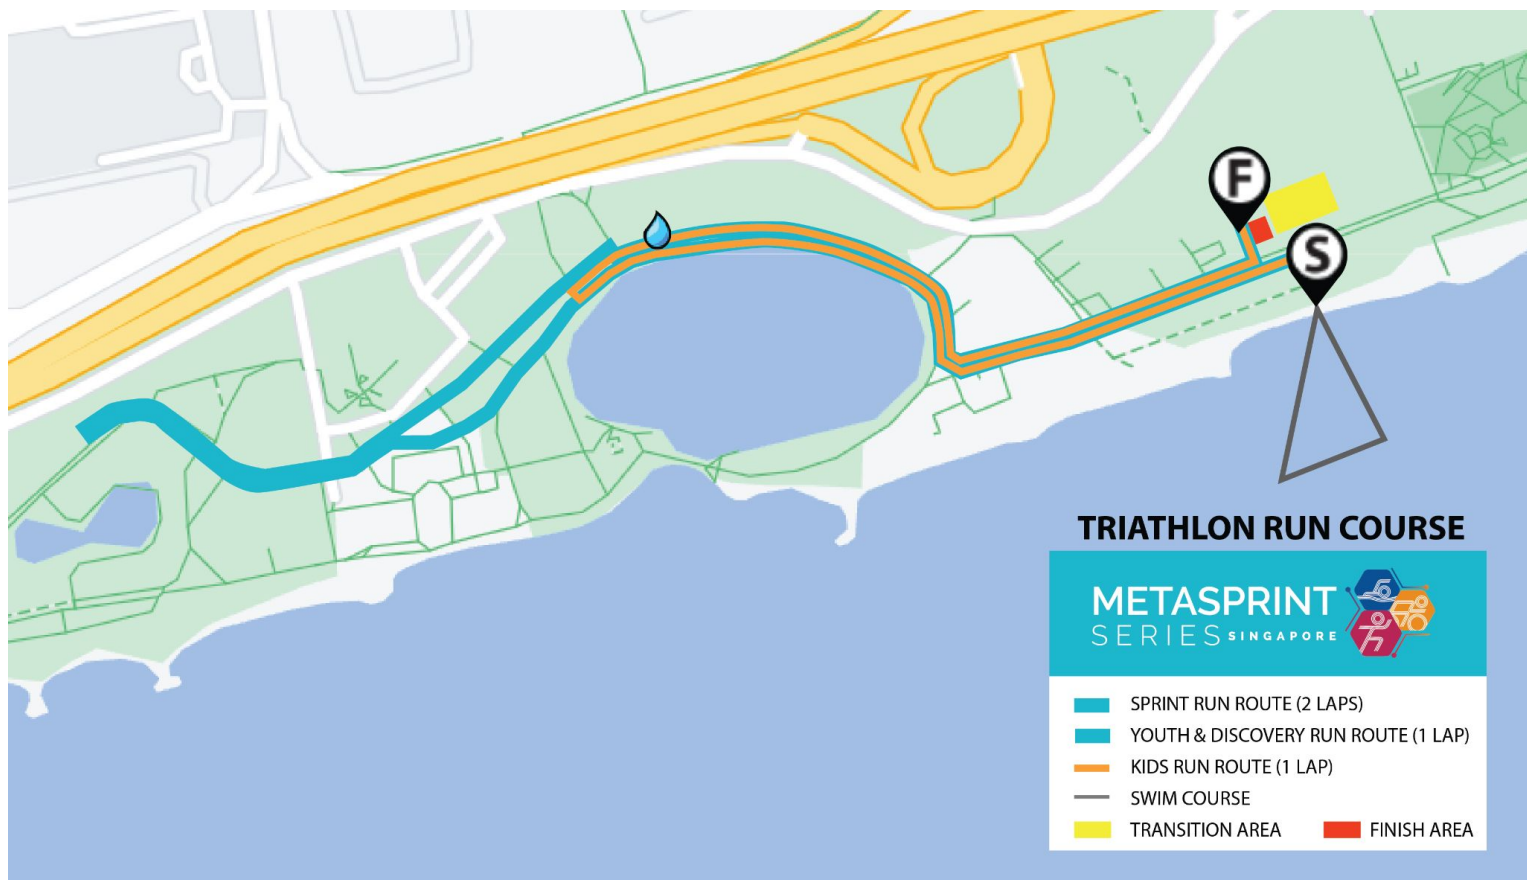 F
S
TRIATHLON RUN COURSE
METASPRINT
SERIES SINGAPORE
SPRINT RUN ROUTE (2 LAPS)
YOUTH & DISCOVERY RUN ROUTE (1 LAP)
KIDS RUN ROUTE (1 LAP)
SWIM COURSE
TRANSITION AREA FINISH AREA